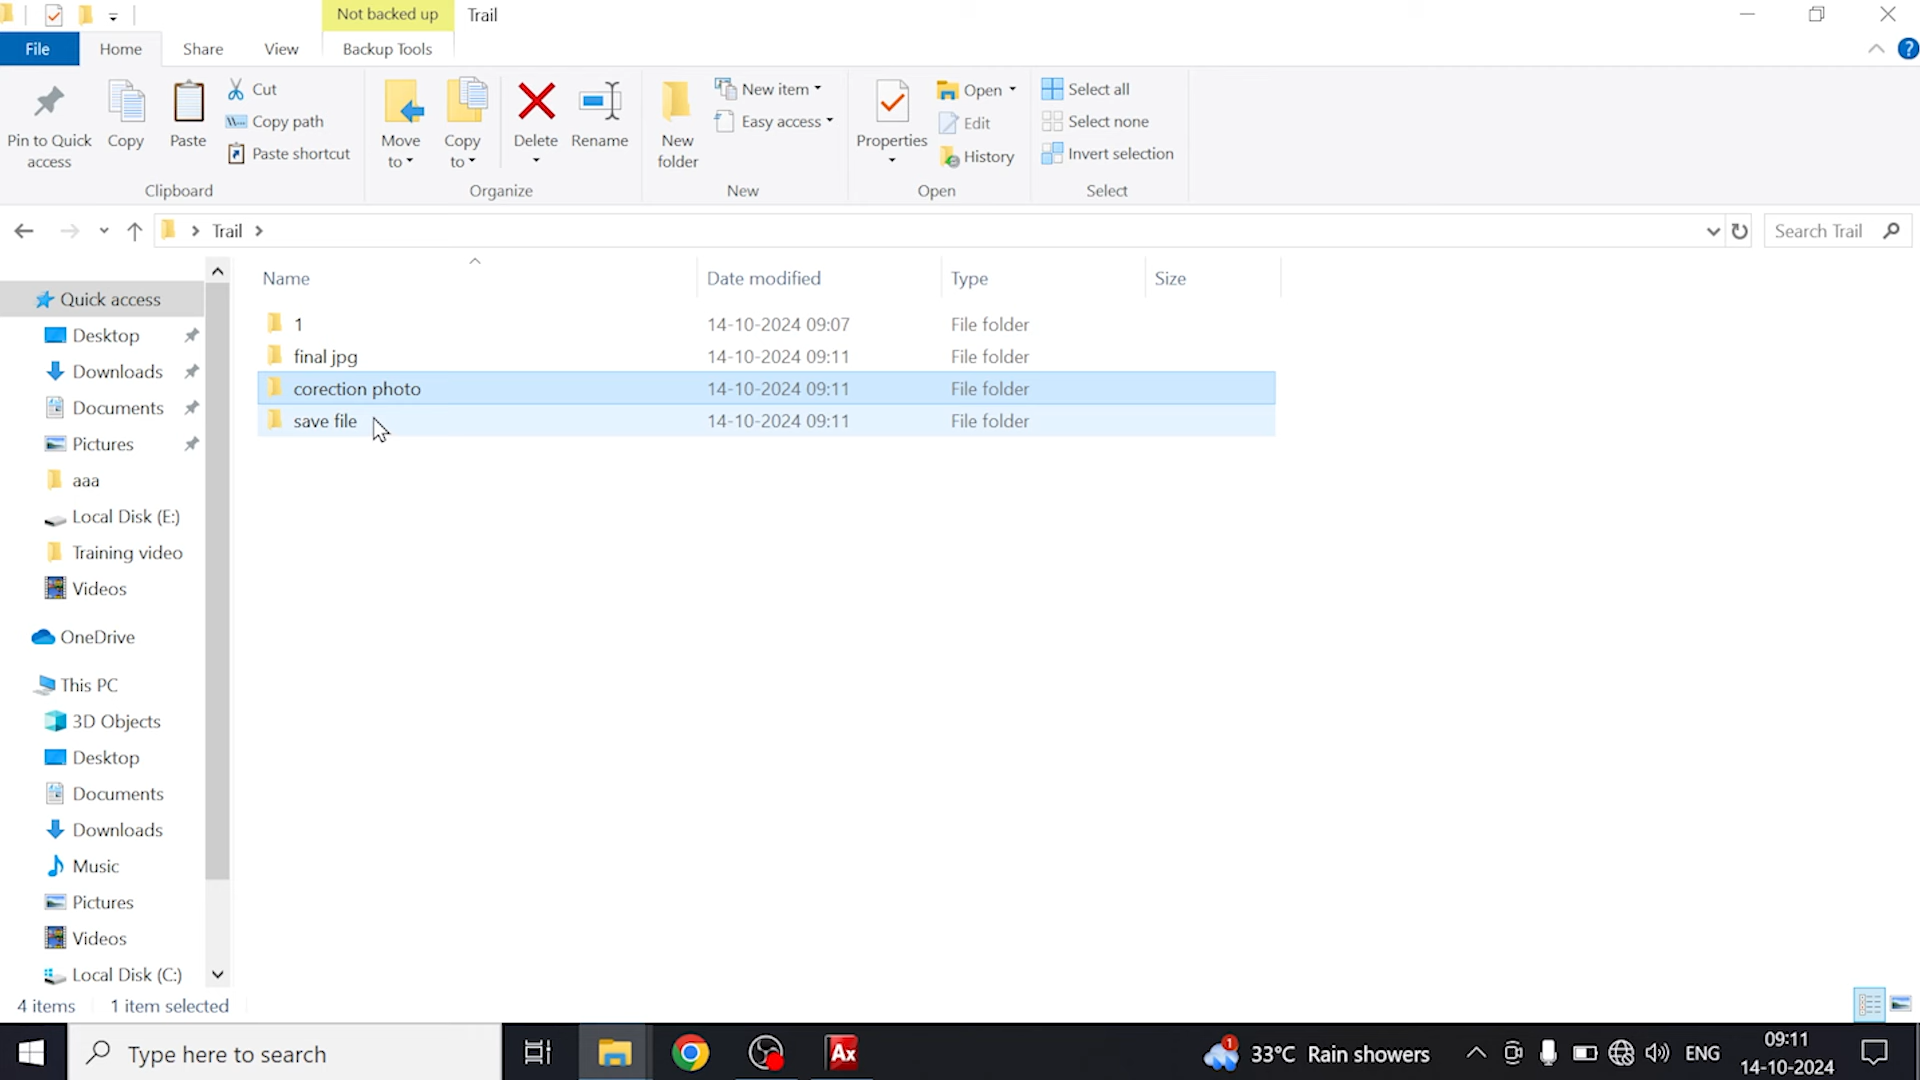 Not backed up
Trail
File
Home
Share
View
Backup Tools
Pin to Quick
access
Copy
Paste
Cut
Copy path
Paste shortcut
Clipboard
Move
to
Copy
to
Delete
Rename
Organize
New
folder
New item
Easy access
New
Properties
Open
Edit
History
Open
Select all
Select none
Invert selection
Select
Trail
Search Trail
Name
Date modified
Type
Size
1 14-10-2024 09:07 File folder
final jpg 14-10-2024 09:11 File folder
corection photo 14-10-2024 09:11 File folder
save file 14-10-2024 09:11 File folder
Quick access
Desktop
Downloads
Documents
Pictures
aaa
Local Disk (E:)
Training video
Videos
OneDrive
This PC
3D Objects
Desktop
Documents
Downloads
Music
Pictures
Videos
Local Disk (C:)
4 items
1 item selected
Type here to search
Ax
1
33°C Rain showers
ENG
09:11
14-10-2024